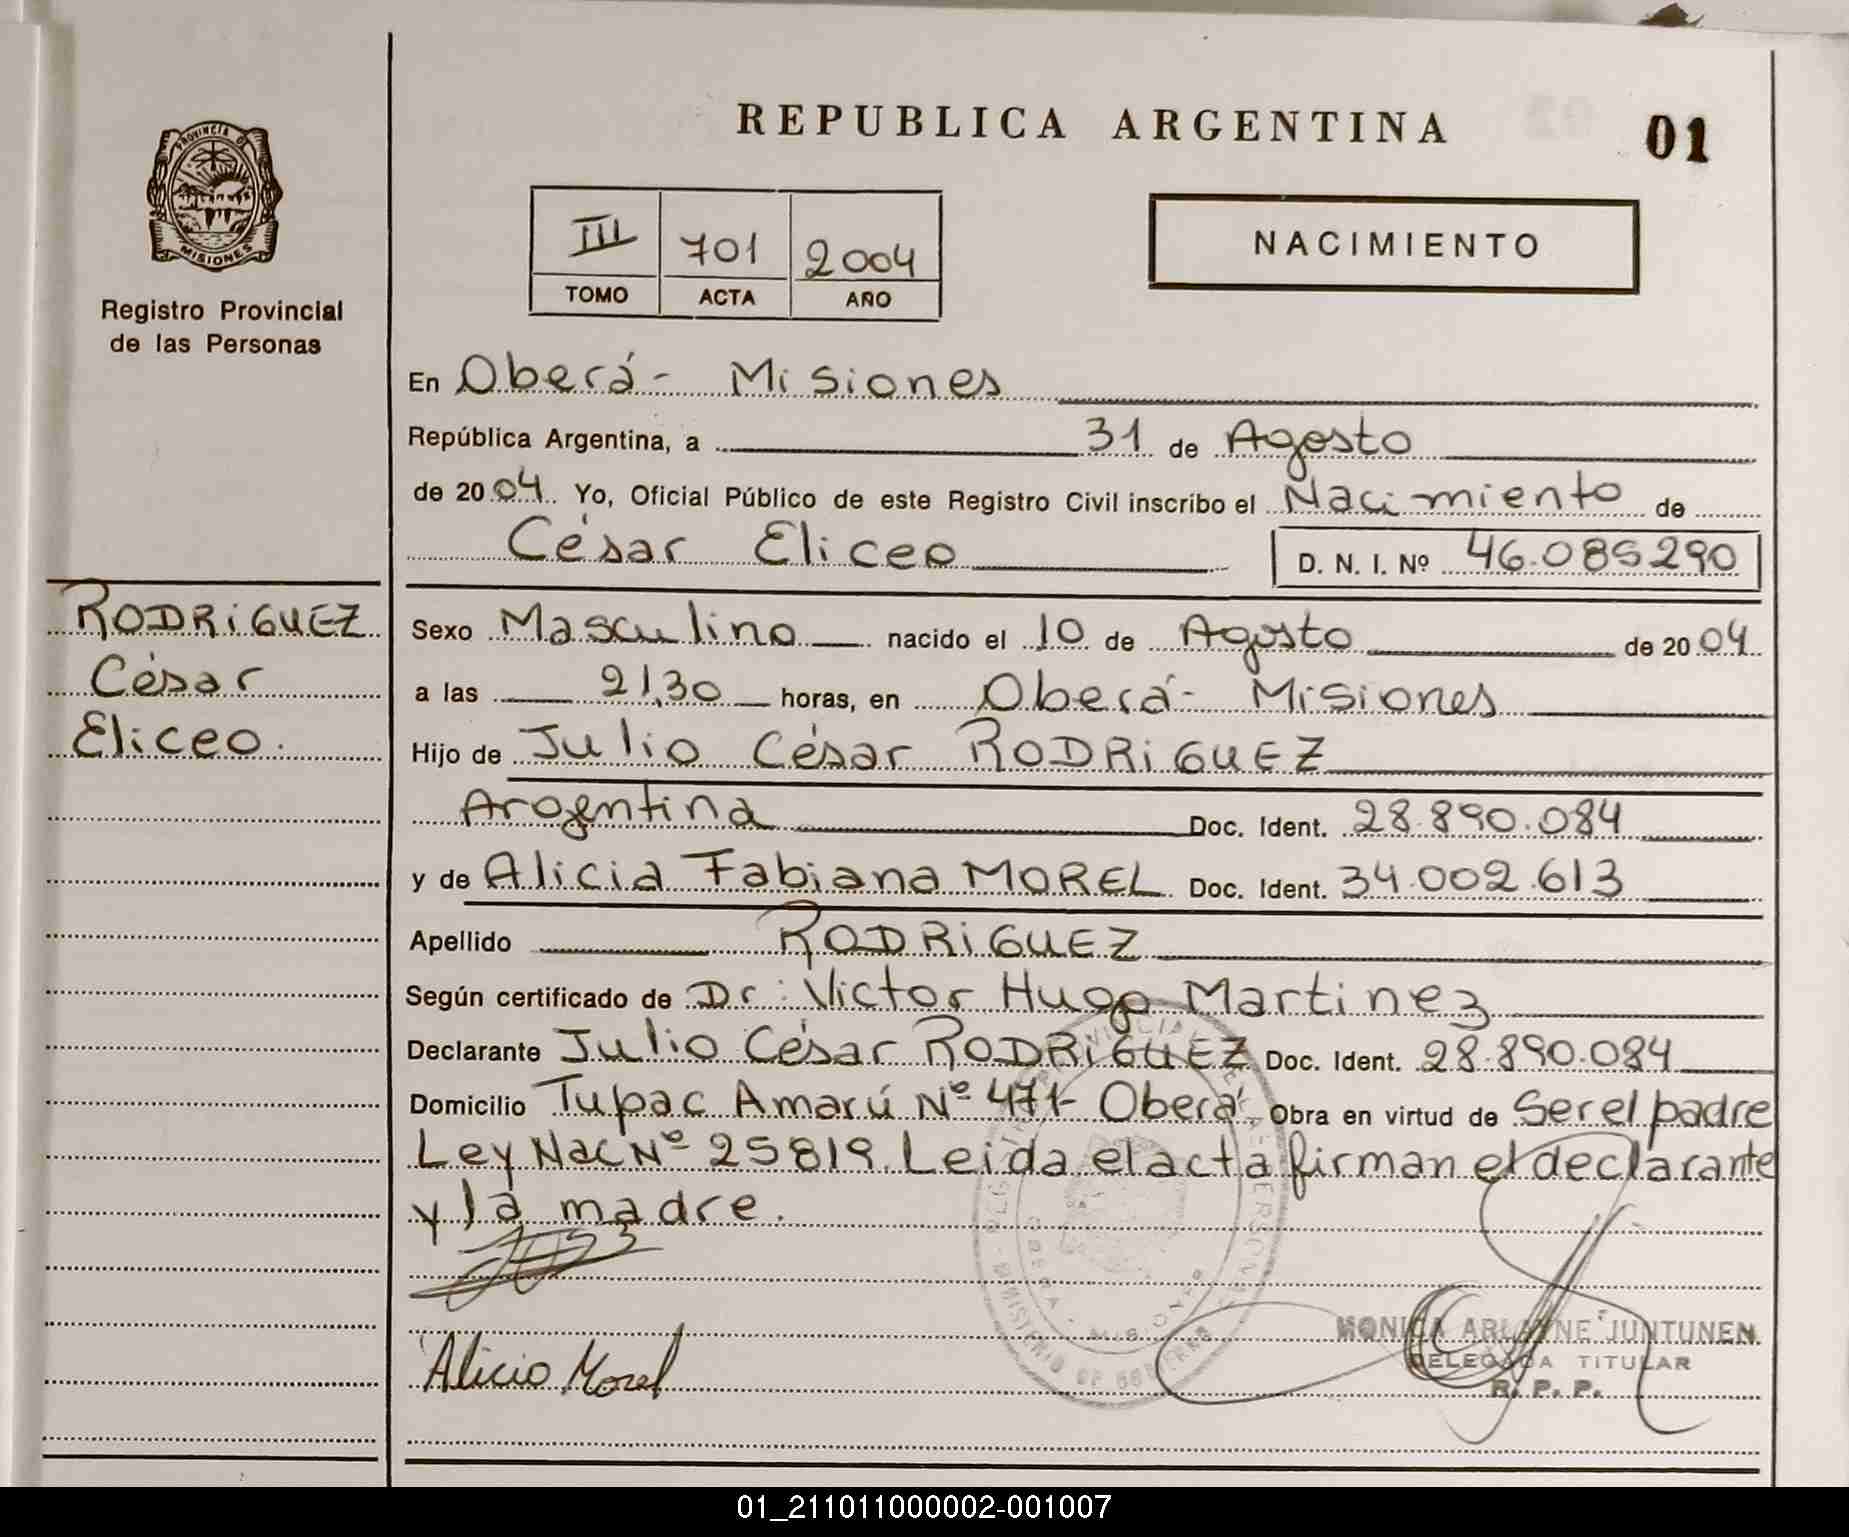 REPUBLICA ARGENTINA
01
PROVINCIA DE
MISIONES
Registro Provincial
de las Personas
III 701 2004
TOMO ACTA AÑO
NACIMIENTO
En Oberá - Misiones
República Argentina, a 31 de Agosto
de 20 04 Yo, Oficial Público de este Registro Civil inscribo el Nacimiento de
César Eliceo D. N. I. Nº 46.085290
RODRiGUEZ
César
Eliceo.
Sexo Masculino nacido el 10 de Agosto de 20 04
a las 21,30 horas, en Oberá - Misiones
Hijo de Julio César RODRiGUEZ
Argentina Doc. Ident. 28.890.084
y de Alicia Fabiana MOREL Doc. Ident. 34.002.613
Apellido RODRiGUEZ
Según certificado de Dr: Victor Hugo Martinez
Declarante Julio César RODRiGUEZ Doc. Ident. 28.890.084
Domicilio Tupac Amarú Nº 471- Oberá Obra en virtud de Ser el padre
Ley Nac Nº 25819. Leida el acta firman el declarante
y la madre.
Alicia Morel
MONICA ARIANNE JUNTUNEN
DELEGADA TITULAR
R. P. P.
01_211011000002-001007